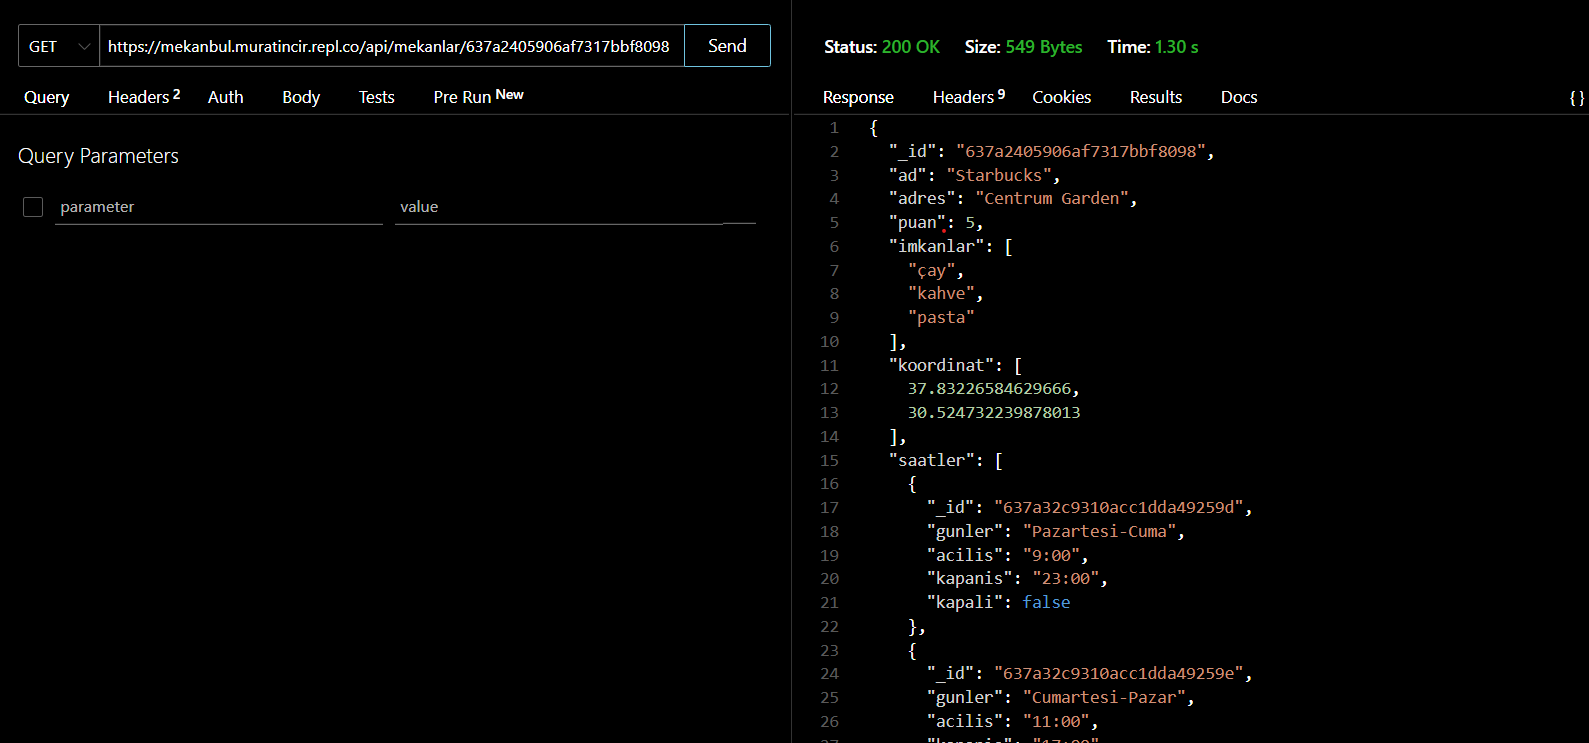 GET https://mekanbul.muratincir.repl.co/api/mekanlar/637a2405906af7317bbf8098 Send
Query Headers 2 Auth Body Tests Pre Run New
Query Parameters
parameter value
Status: 200 OK Size: 549 Bytes Time: 1.30 s
Response Headers 9 Cookies Results Docs {}
1 {
2 "_id": "637a2405906af7317bbf8098",
3 "ad": "Starbucks",
4 "adres": "Centrum Garden",
5 "puan": 5,
6 "imkanlar": [
7 "çay",
8 "kahve",
9 "pasta"
10 ],
11 "koordinat": [
12 37.83226584629666,
13 30.524732239878013
14 ],
15 "saatler": [
16 {
17 "_id": "637a32c9310acc1dda49259d",
18 "gunler": "Pazartesi-Cuma",
19 "acilis": "9:00",
20 "kapanis": "23:00",
21 "kapali": false
22 },
23 {
24 "_id": "637a32c9310acc1dda49259e",
25 "gunler": "Cumartesi-Pazar",
26 "acilis": "11:00",
27 "kapanis": "17:00"